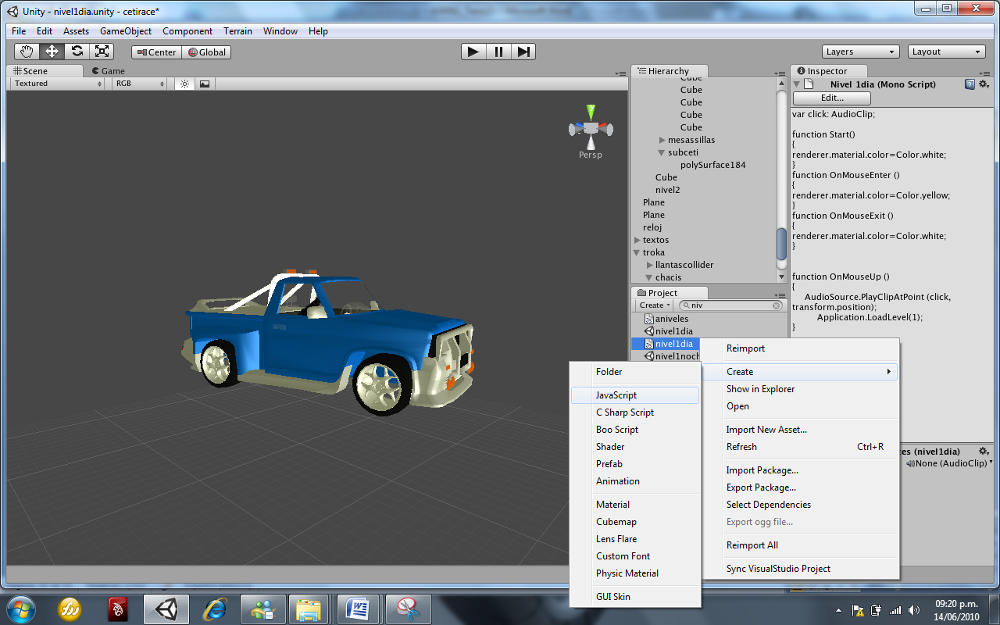 Unity - nivel1dia.unity - cetirace*
File Edit Assets GameObject Component Terrain Window Help
Center Global Layers Layout
Scene Game
Textured RGB
Persp
Hierarchy
Cube
Cube
Cube
Cube
Cube
mesassillas
subceti
polySurface184
Cube
nivel2
Plane
Plane
reloj
textos
troka
llantascollider
chacis
Project
Create niv
aniveles
nivel1dia
nivel1dia
nivel1noch
Inspector
Nivel 1dia (Mono Script)
Edit...
var click: AudioClip;
function Start()
{
renderer.material.color=Color.white;
}
function OnMouseEnter ()
{
renderer.material.color=Color.yellow;
}
function OnMouseExit ()
{
renderer.material.color=Color.white;
}
function OnMouseUp ()
{
AudioSource.PlayClipAtPoint (click,
transform.position);
Application.LoadLevel(1);
}
es (nivel1dia)
None (AudioClip)
Reimport
Create
Show in Explorer
Open
Import New Asset...
Refresh Ctrl+R
Import Package...
Export Package...
Select Dependencies
Export ogg file...
Reimport All
Sync VisualStudio Project
Folder
JavaScript
C Sharp Script
Boo Script
Shader
Prefab
Animation
Material
Cubemap
Lens Flare
Custom Font
Physic Material
GUI Skin
09:20 p.m.
14/06/2010